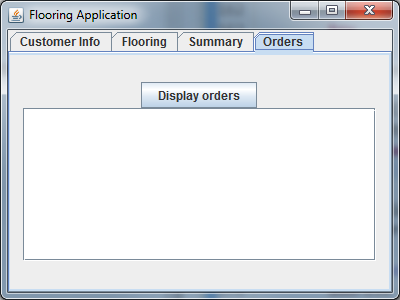 Flooring Application
Customer Info Flooring Summary Orders
Display orders